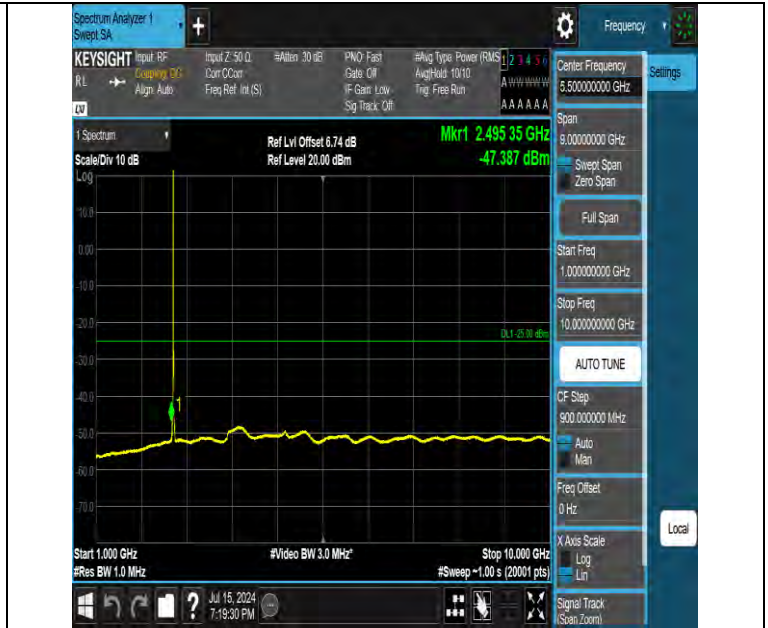 Spectrum Analyzer 1
Swept SA
+
Frequency
KEYSIGHT
RL
LXI
Input: RF
Coupling: DC
Align: Auto
Input Z: 50 Ω
Corr CCorr
Freq Ref: Int (S)
#Atten: 30 dB
PNO: Fast
Gate: Off
IF Gain: Low
Sig Track: Off
#Avg Type: Power (RMS
Avg|Hold: 10/10
Trig: Free Run
1 2 3 4 5 6
A W W W W W
A A A A A A
Center Frequency
5.500000000 GHz
Settings
Span
9.00000000 GHz
Swept Span
Zero Span
Full Span
Start Freq
1.000000000 GHz
Stop Freq
10.000000000 GHz
AUTO TUNE
CF Step
900.000000 MHz
Auto
Man
Freq Offset
0 Hz
X Axis Scale
Log
Lin
Local
Signal Track
(Span Zoom)
1 Spectrum
Scale/Div 10 dB
Log
Ref Lvl Offset 6.74 dB
Ref Level 20.00 dBm
Mkr1 2.495 35 GHz
-47.387 dBm
10.0
0.00
-10.0
-20.0
-30.0
-40.0
-50.0
-60.0
-70.0
DL1 -25.00 dBm
1
Start 1.000 GHz
#Res BW 1.0 MHz
#Video BW 3.0 MHz*
Stop 10.000 GHz
#Sweep ~1.00 s (20001 pts)
?
Jul 15, 2024
7:19:30 PM